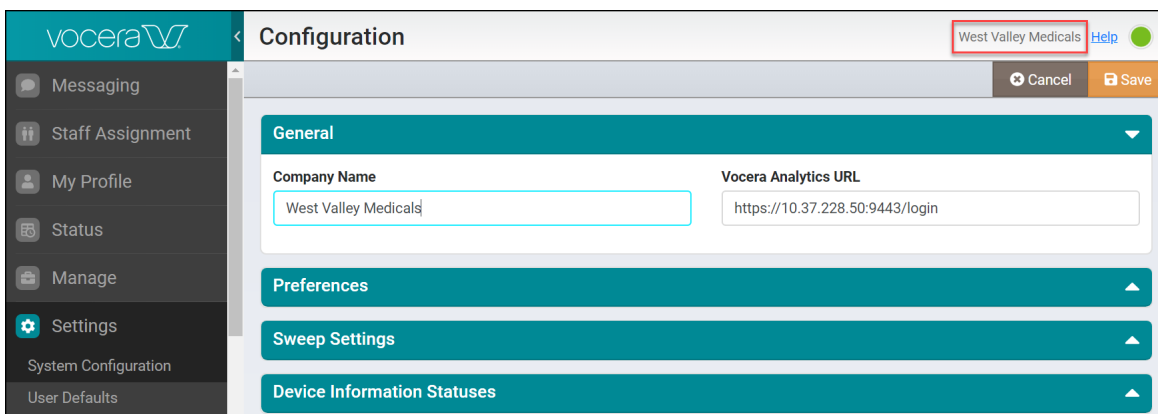 vocera
Configuration
West Valley Medicals Help
Cancel Save
Messaging
Staff Assignment
My Profile
Status
Manage
Settings
System Configuration
User Defaults
General
Company Name
West Valley Medicals
Vocera Analytics URL
https://10.37.228.50:9443/login
Preferences
Sweep Settings
Device Information Statuses